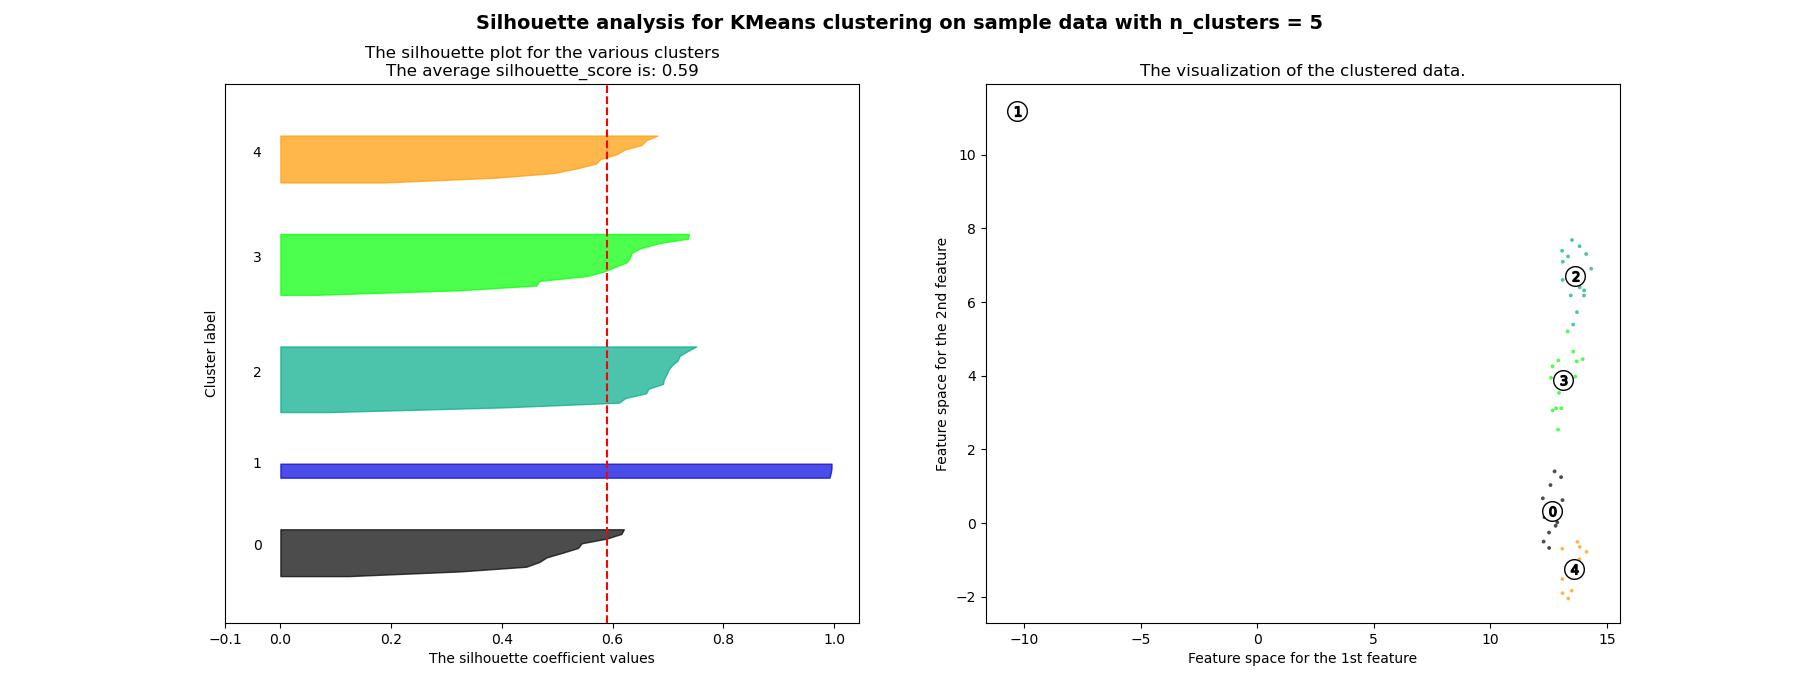 Silhouette analysis for KMeans clustering on sample data with n_clusters = 5
The silhouette plot for the various clusters
The average silhouette_score is: 0.59
4
3
2
1
0
Cluster label
−0.1 0.0 0.2 0.4 0.6 0.8 1.0
The silhouette coefficient values
The visualization of the clustered data.
1
2
3
0
4
10
8
6
4
2
0
−2
Feature space for the 2nd feature
−10 −5 0 5 10 15
Feature space for the 1st feature